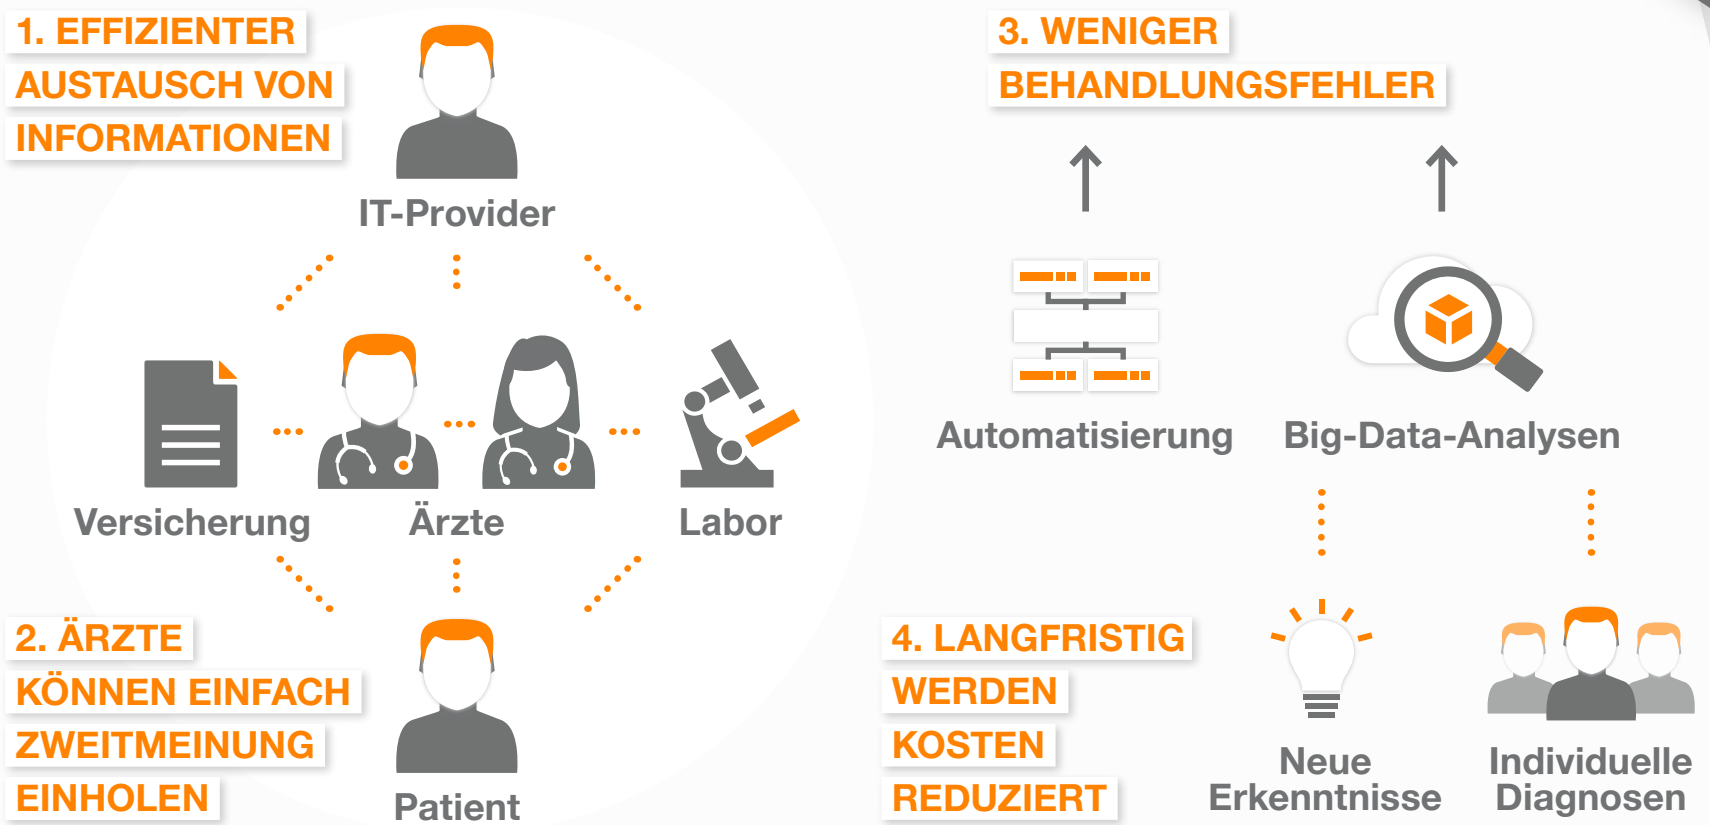 1. EFFIZIENTER
AUSTAUSCH VON
INFORMATIONEN
IT-Provider
Versicherung
Ärzte
Labor
2. ÄRZTE
KÖNNEN EINFACH
ZWEITMEINUNG
EINHOLEN
Patient
3. WENIGER
BEHANDLUNGSFEHLER
Automatisierung
Big-Data-Analysen
4. LANGFRISTIG
WERDEN
KOSTEN
REDUZIERT
Neue
Erkenntnisse
Individuelle
Diagnosen